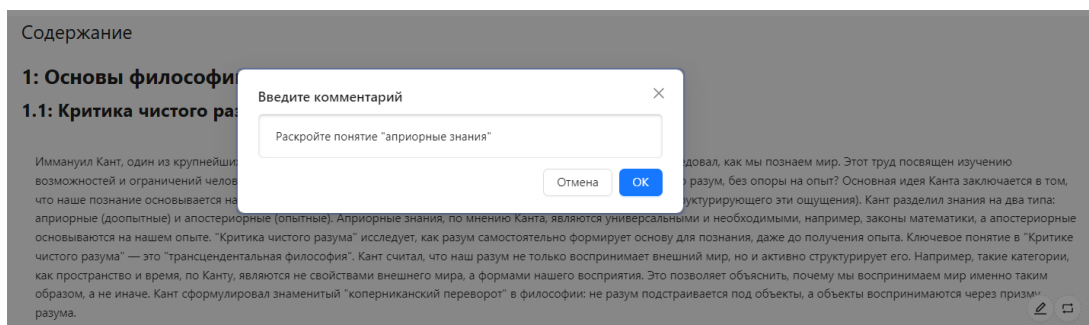 Содержание
1: Основы философи
1.1: Критика чистого раз
Введите комментарий
Раскройте понятие "априорные знания"
Отмена
ОК
Иммануил Кант, один из крупнейши едовал, как мы познаем мир. Этот труд посвящен изучению
возможностей и ограничений челов разум, без опоры на опыт? Основная идея Канта заключается в том,
что наше познание основывается на уктурирующего эти ощущения). Кант разделил знания на два типа:
априорные (доопытные) и апостериорные (опытные). Априорные знания, по мнению Канта, являются универсальными и необходимыми, например, законы математики, а апостериорные
основываются на нашем опыте. "Критика чистого разума" исследует, как разум самостоятельно формирует основу для познания, даже до получения опыта. Ключевое понятие в "Критике
чистого разума" — это "трансцендентальная философия". Кант считал, что наш разум не только воспринимает внешний мир, но и активно структурирует его. Например, такие категории,
как пространство и время, по Канту, являются не свойствами внешнего мира, а формами нашего восприятия. Это позволяет объяснить, почему мы воспринимаем мир именно таким
образом, а не иначе. Кант сформулировал знаменитый "коперниканский переворот" в философии: не разум подстраивается под объекты, а объекты воспринимаются через призму
разума.